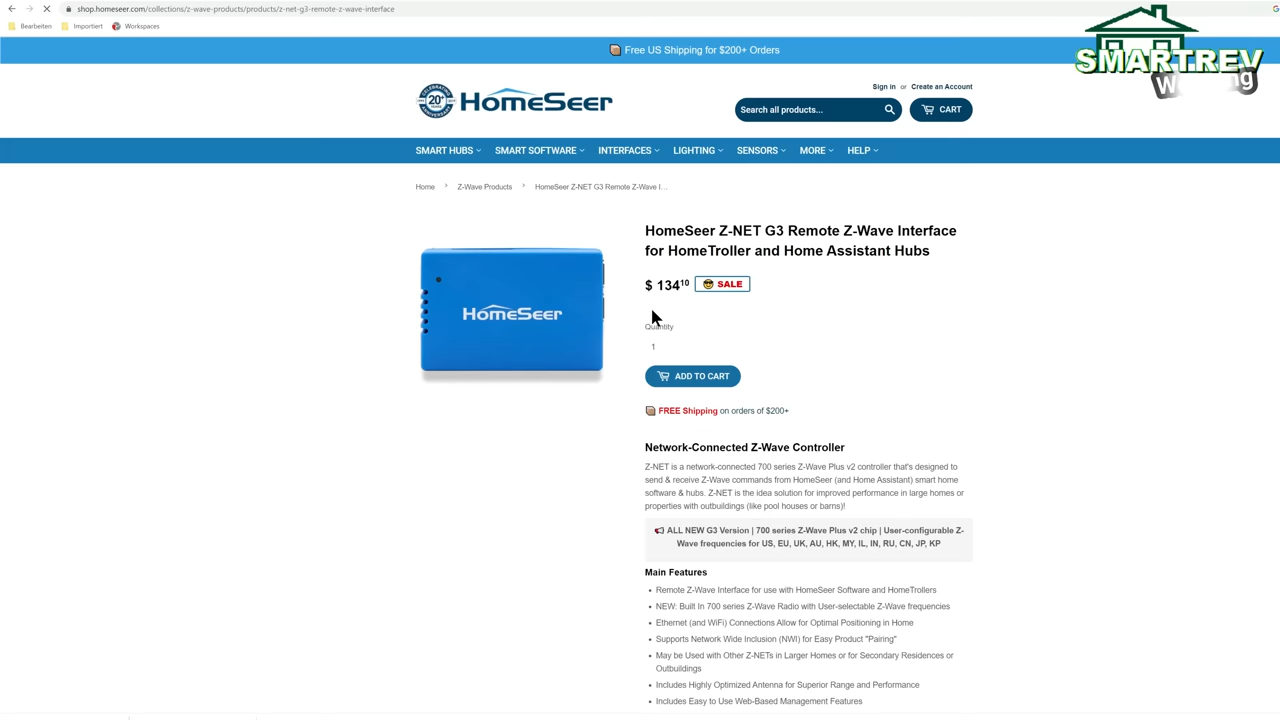 shop.homeseer.com/collections/z-wave-products/products/z-net-g3-remote-z-wave-interface
Bearbeiten
Importiert
Workspaces
Free US Shipping for $200+ Orders
SMART.REV
CELEBRATING
20+
YEARS
HomeSeer
Sign in or Create an Account
Search all products...
CART
SMART HUBS
SMART SOFTWARE
INTERFACES
LIGHTING
SENSORS
MORE
HELP
Home › Z-Wave Products › HomeSeer Z-NET G3 Remote Z-Wave I...
HomeSeer
HomeSeer Z-NET G3 Remote Z-Wave Interface
for HomeTroller and Home Assistant Hubs
$ 13410
SALE
Quantity
1
ADD TO CART
FREE Shipping on orders of $200+
Network-Connected Z-Wave Controller
Z-NET is a network-connected 700 series Z-Wave Plus v2 controller that's designed to
send & receive Z-Wave commands from HomeSeer (and Home Assistant) smart home
software & hubs. Z-NET is the idea solution for improved performance in large homes or
properties with outbuildings (like pool houses or barns)!
ALL NEW G3 Version | 700 series Z-Wave Plus v2 chip | User-configurable Z-
Wave frequencies for US, EU, UK, AU, HK, MY, IL, IN, RU, CN, JP, KP
Main Features
• Remote Z-Wave Interface for use with HomeSeer Software and HomeTrollers
• NEW: Built In 700 series Z-Wave Radio with User-selectable Z-Wave frequencies
• Ethernet (and WiFi) Connections Allow for Optimal Positioning in Home
• Supports Network Wide Inclusion (NWI) for Easy Product "Pairing"
• May be Used with Other Z-NETs in Larger Homes or for Secondary Residences or
Outbuildings
• Includes Highly Optimized Antenna for Superior Range and Performance
• Includes Easy to Use Web-Based Management Features